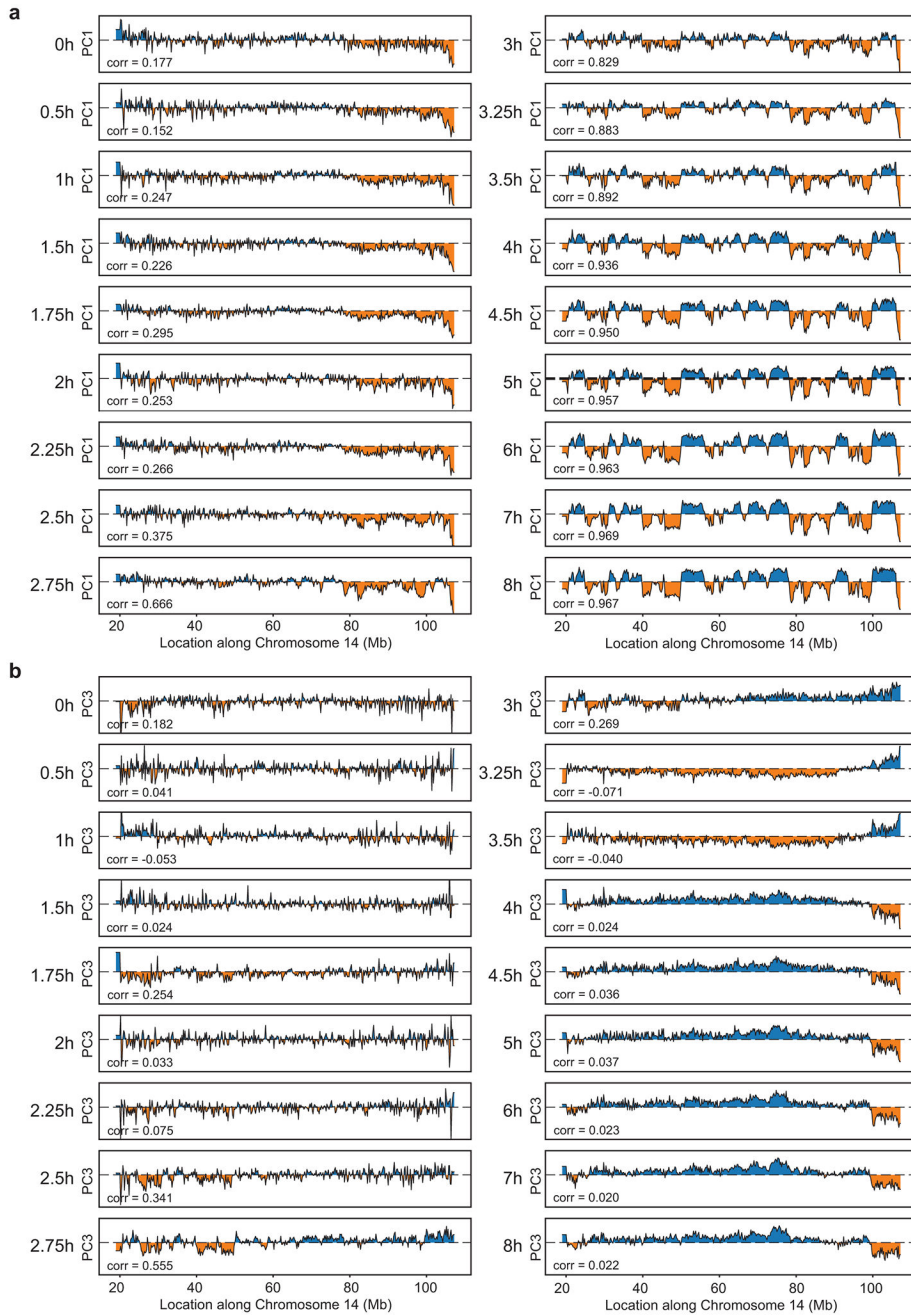 a
0h
PC1
corr = 0.177
0.5h
PC1
corr = 0.152
1h
PC1
corr = 0.247
1.5h
PC1
corr = 0.226
1.75h
PC1
corr = 0.295
2h
PC1
corr = 0.253
2.25h
PC1
corr = 0.266
2.5h
PC1
corr = 0.375
2.75h
PC1
corr = 0.666
20 40 60 80 100
Location along Chromosome 14 (Mb)
3h
PC1
corr = 0.829
3.25h
PC1
corr = 0.883
3.5h
PC1
corr = 0.892
4h
PC1
corr = 0.936
4.5h
PC1
corr = 0.950
5h
PC1
corr = 0.957
6h
PC1
corr = 0.963
7h
PC1
corr = 0.969
8h
PC1
corr = 0.967
20 40 60 80 100
Location along Chromosome 14 (Mb)
b
0h
PC3
corr = 0.182
0.5h
PC3
corr = 0.041
1h
PC3
corr = -0.053
1.5h
PC3
corr = 0.024
1.75h
PC3
corr = 0.254
2h
PC3
corr = 0.033
2.25h
PC3
corr = 0.075
2.5h
PC3
corr = 0.341
2.75h
PC3
corr = 0.555
20 40 60 80 100
Location along Chromosome 14 (Mb)
3h
PC3
corr = 0.269
3.25h
PC3
corr = -0.071
3.5h
PC3
corr = -0.040
4h
PC3
corr = 0.024
4.5h
PC3
corr = 0.036
5h
PC3
corr = 0.037
6h
PC3
corr = 0.023
7h
PC3
corr = 0.020
8h
PC3
corr = 0.022
20 40 60 80 100
Location along Chromosome 14 (Mb)